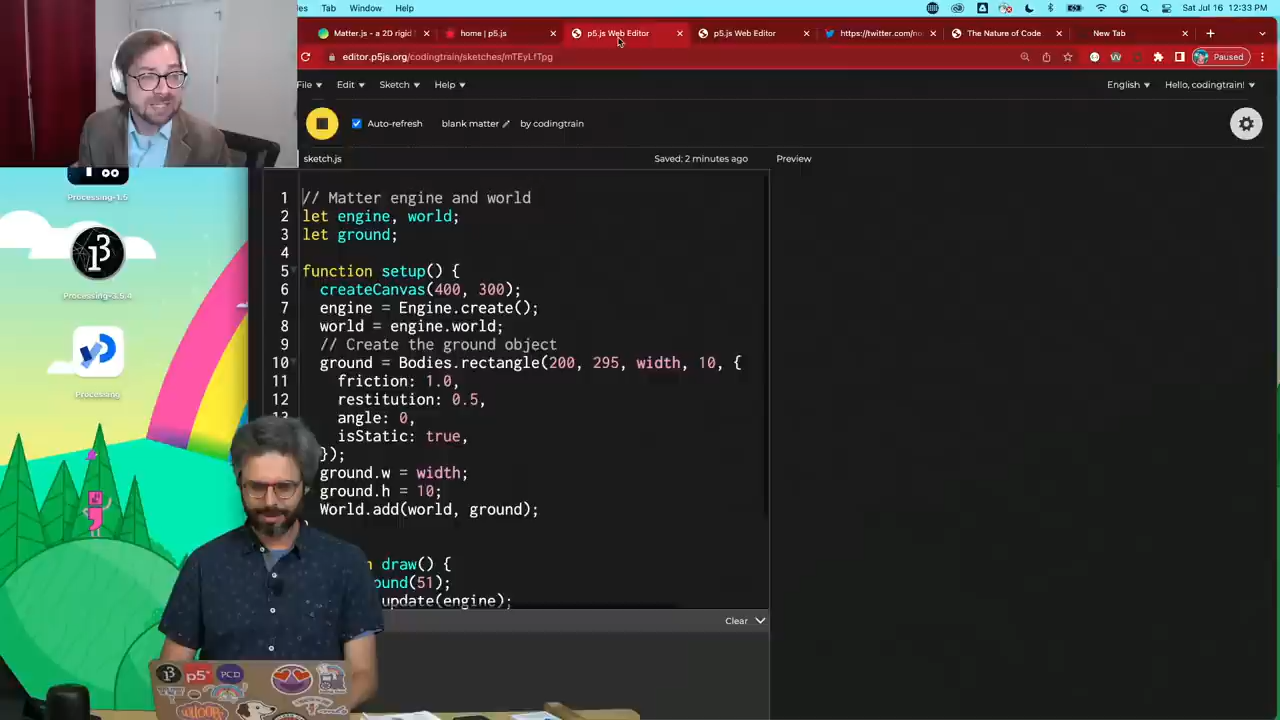 les Tab Window Help Sat Jul 16 12:33 PM
Matter.js - a 2D rigid home | p5.js p5.js Web Editor p5.js Web Editor https://twitter.com/no The Nature of Code New Tab
editor.p5js.org/codingtrain/sketches/mTEyLfTpg Paused
File Edit Sketch Help English Hello, codingtrain!
Auto-refresh blank matter by codingtrain
sketch.js Saved: 2 minutes ago Preview
Processing-1.5
Processing-3.5.4
Processing
1 // Matter engine and world
2 let engine, world;
3 let ground;
4
5 function setup() {
6 createCanvas(400, 300);
7 engine = Engine.create();
8 world = engine.world;
9 // Create the ground object
10 ground = Bodies.rectangle(200, 295, width, 10, {
11 friction: 1.0,
12 restitution: 0.5,
13 angle: 0,
isStatic: true,
});
ground.w = width;
ground.h = 10;
World.add(world, ground);
draw() {
ound(51);
update(engine);
Clear
p5*
PCD
WHOOPS